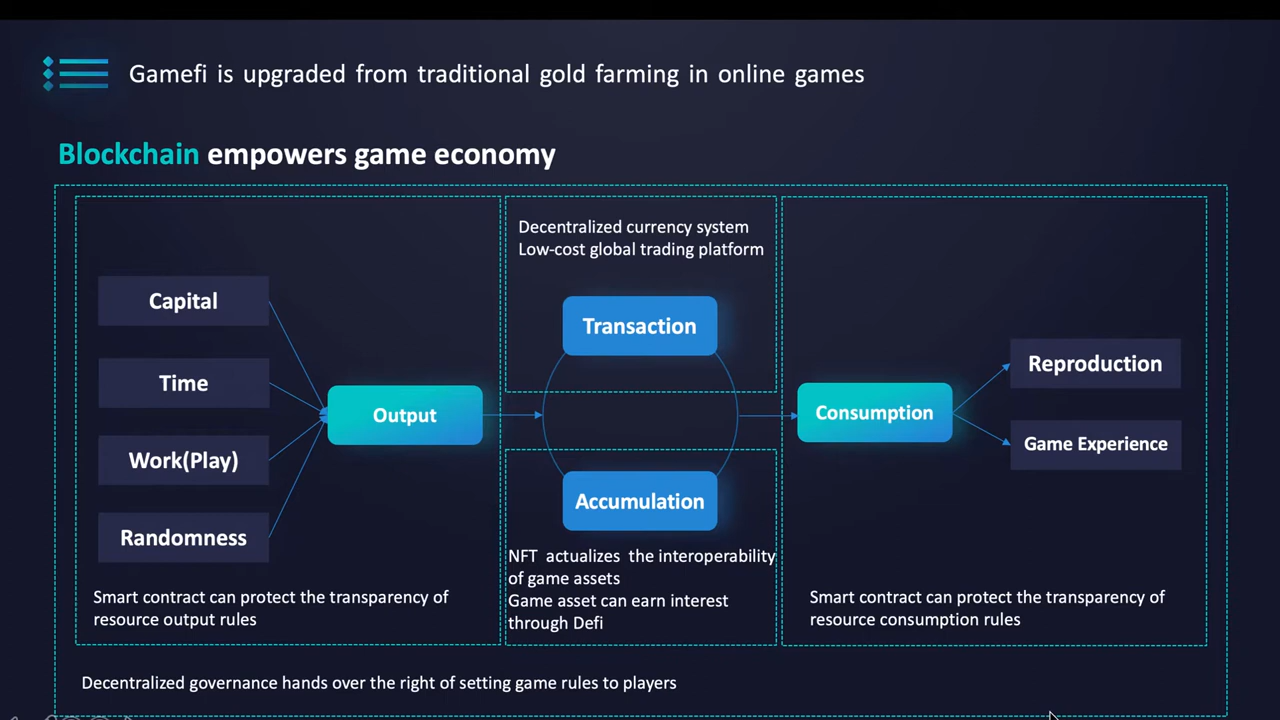 Gamefi is upgraded from traditional gold farming in online games
Blockchain empowers game economy
Capital
Time
Work(Play)
Randomness
Output
Smart contract can protect the transparency of
resource output rules
Decentralized currency system
Low-cost global trading platform
Transaction
Accumulation
NFT actualizes the interoperability
of game assets
Game asset can earn interest
through Defi
Consumption
Reproduction
Game Experience
Smart contract can protect the transparency of
resource consumption rules
Decentralized governance hands over the right of setting game rules to players